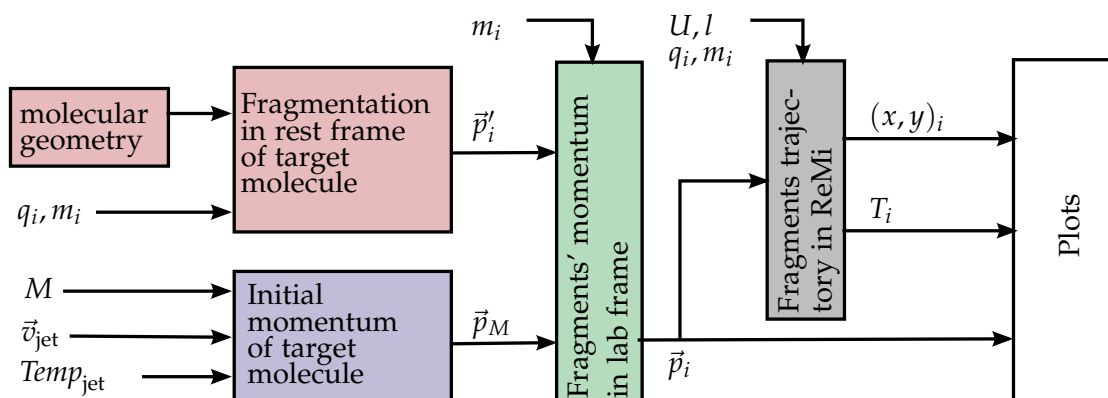 molecular
geometry
q_i, m_i
Fragmentation
in rest frame
of target
molecule
p⃗′_i
M
v⃗_jet
Temp_jet
Initial
momentum
of target
molecule
p⃗_M
m_i
Fragments’ momentum
in lab frame
p⃗_i
U, l
q_i, m_i
Fragments trajec-
tory in ReMi
(x, y)_i
T_i
Plots